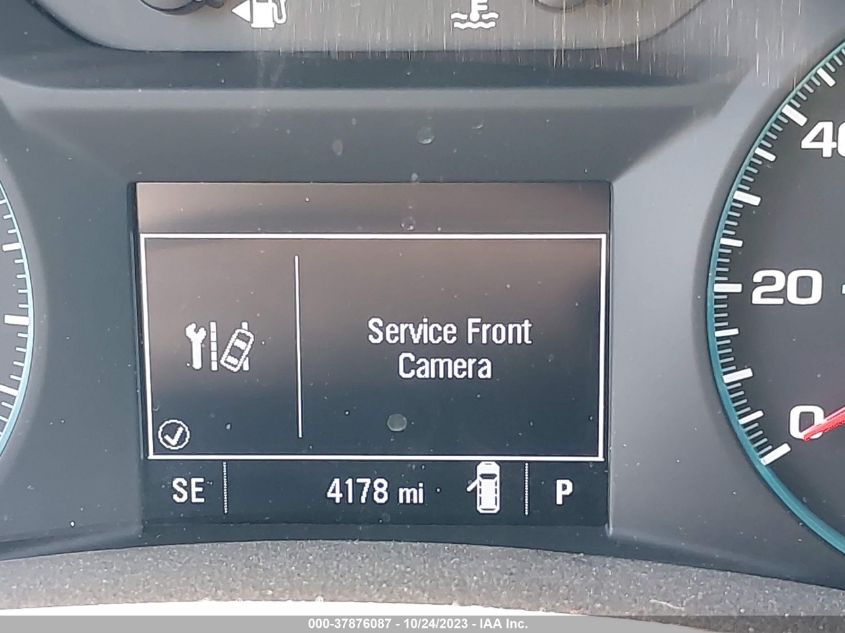 40
Service Front
Camera
20
0
SE
4178 mi
P
000-37876087 - 10/24/2023 - IAA Inc.